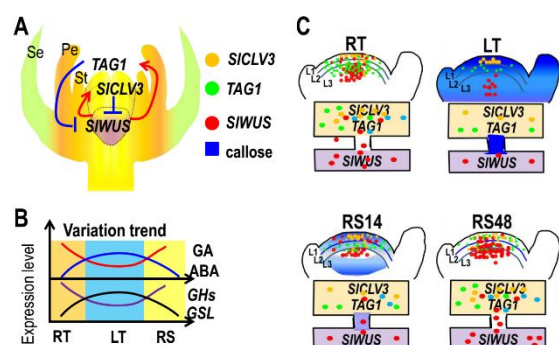 A
Se
Pe
TAG1
St
SlCLV3
SlWUS
SlCLV3
TAG1
SlWUS
callose
B
Variation trend
Expression level
GA
ABA
GHs
GSL
RT
LT
RS
C
RT
L1
L2
L3
SlCLV3
TAG1
SlWUS
LT
L1
L2
L3
SlCLV3
TAG1
SlWUS
RS14
L1
L2
L3
SlCLV3
TAG1
SlWUS
RS48
L1
L2
L3
SlCLV3
TAG1
SlWUS